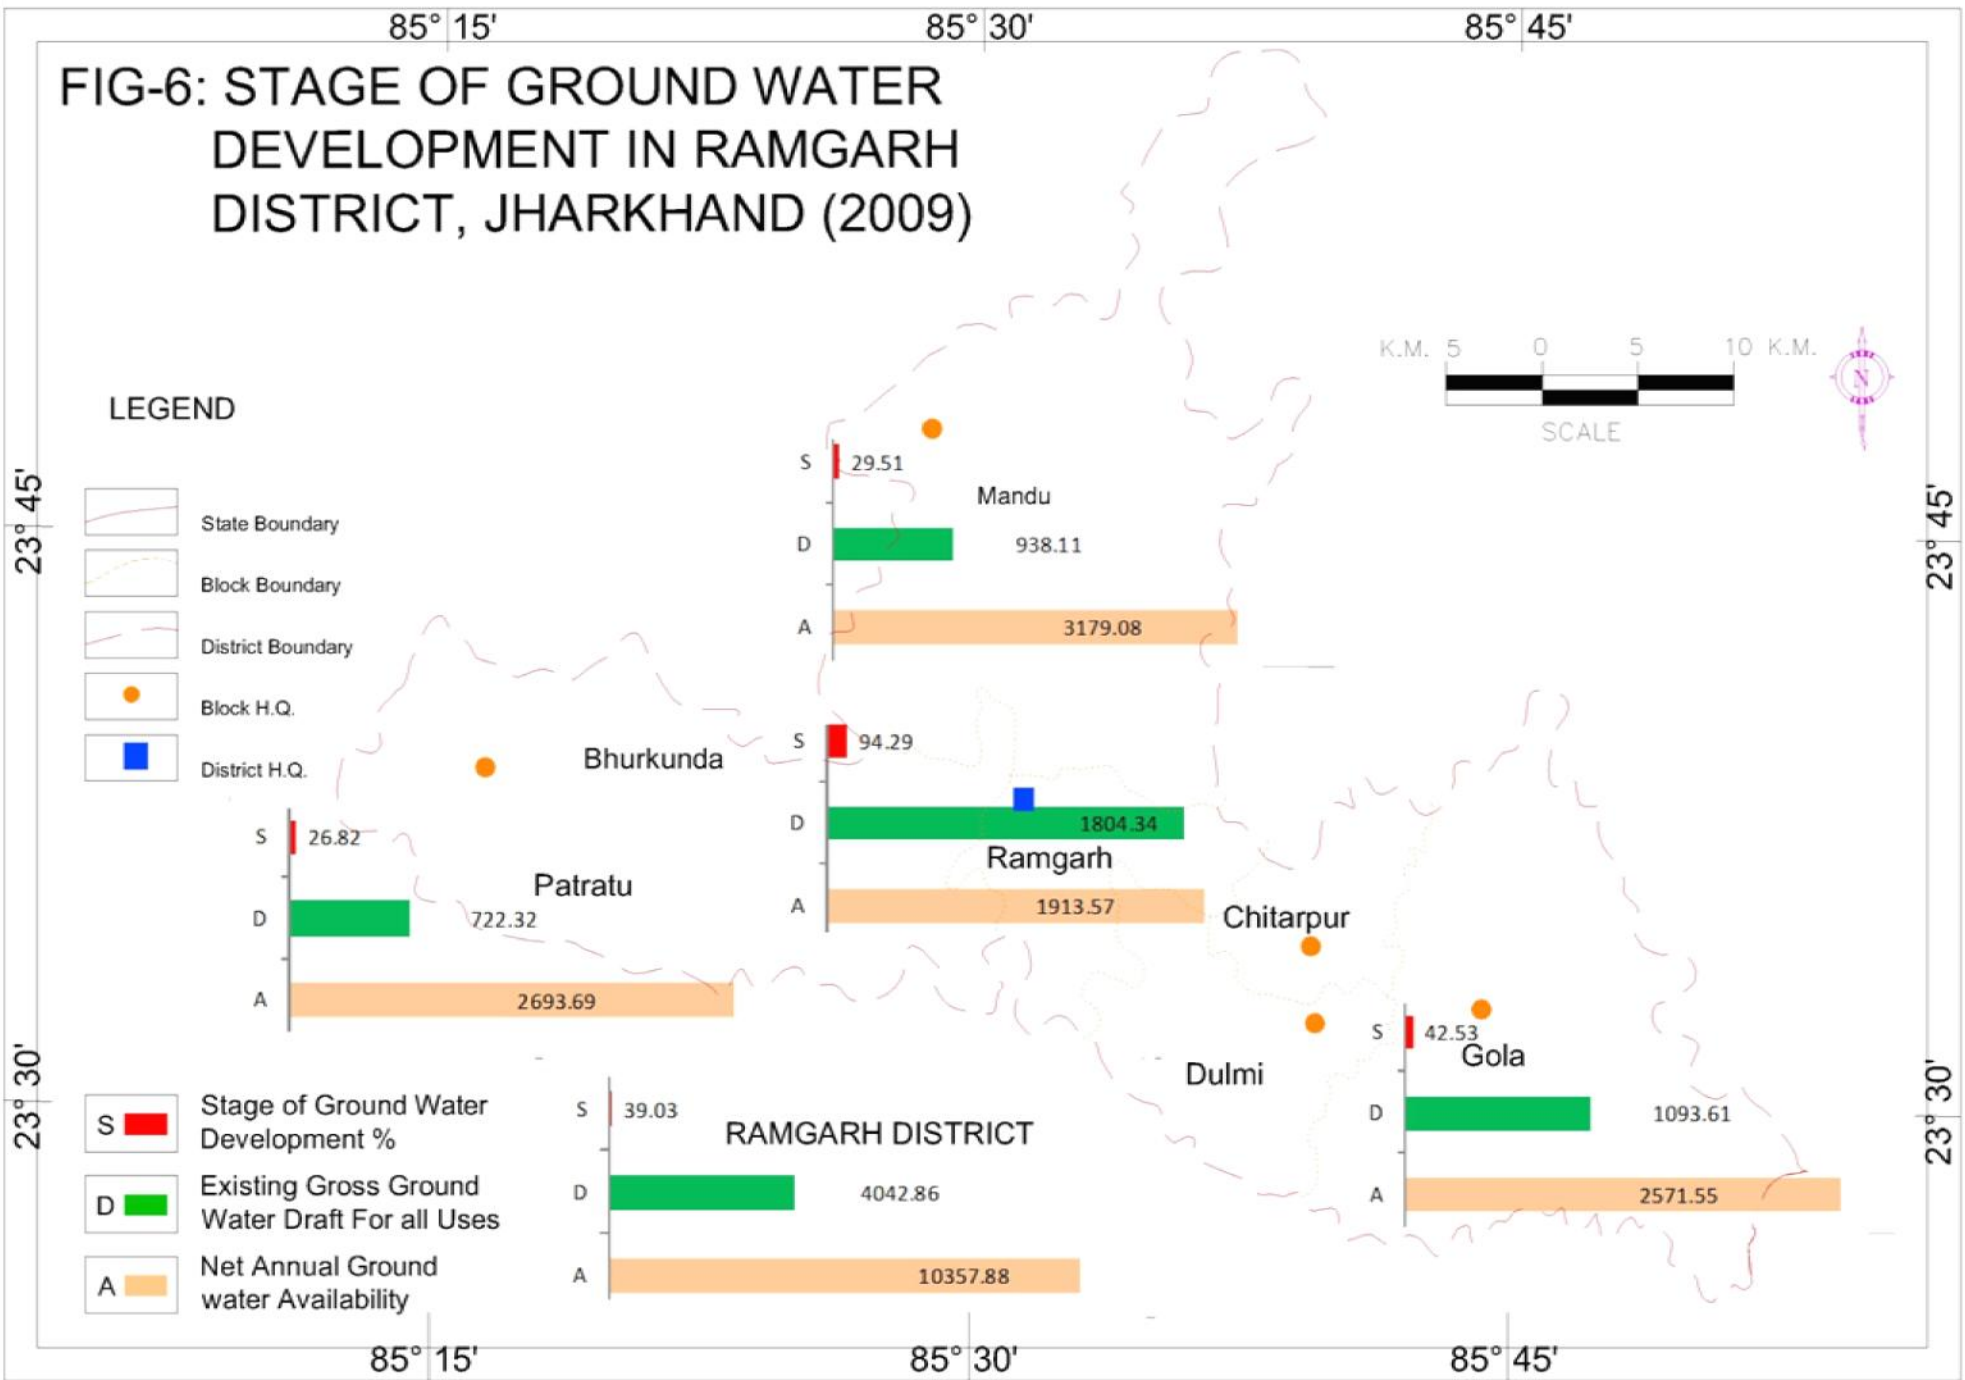 85° 15' 85° 30' 85° 45'
FIG-6: STAGE OF GROUND WATER
DEVELOPMENT IN RAMGARH
DISTRICT, JHARKHAND (2009)
K.M. 5 0 5 10 K.M.
N
SCALE
LEGEND
State Boundary
Block Boundary
District Boundary
Block H.Q.
District H.Q.
23° 45'
23° 45'
S 29.51
Mandu
D 938.11
A 3179.08
Bhurkunda
S 94.29
D 1804.34
Ramgarh
A 1913.57
S 26.82
Patratu
D 722.32
A 2693.69
Chitarpur
Dulmi
S 42.53
Gola
D 1093.61
A 2571.55
23° 30'
23° 30'
S Stage of Ground Water
Development %
D Existing Gross Ground
Water Draft For all Uses
A Net Annual Ground
water Availability
S 39.03
RAMGARH DISTRICT
D 4042.86
A 10357.88
85° 15' 85° 30' 85° 45'